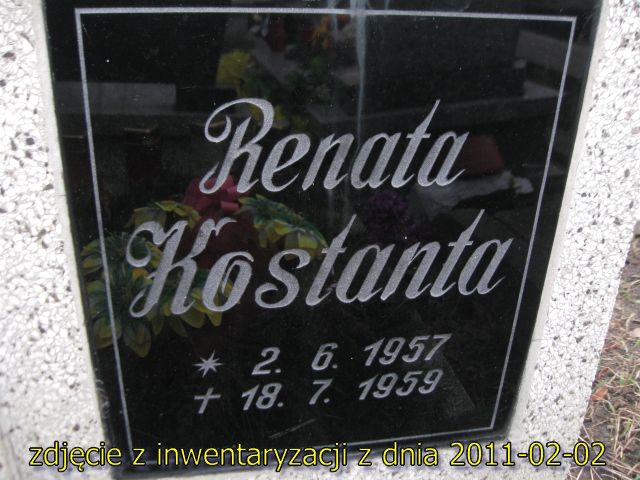 Renata
Kostanta
* 2. 6. 1957
+ 18. 7. 1959
zdjęcie z inwentaryzacji z dnia 2011-02-02